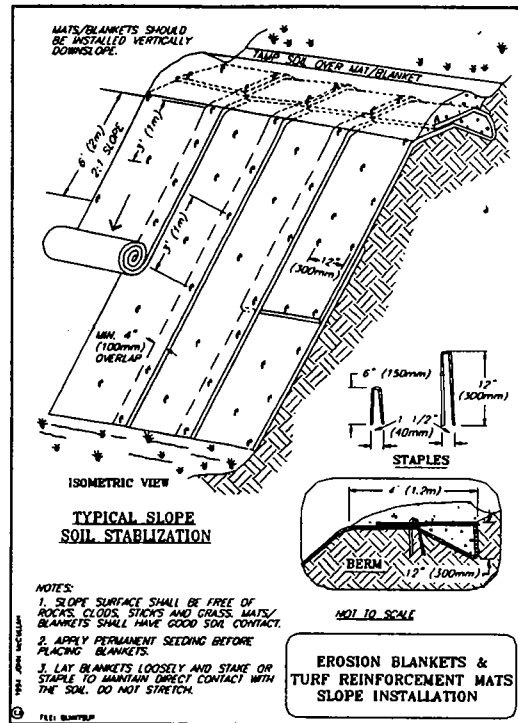 MATS/BLANKETS SHOULD
BE INSTALLED VERTICALLY
DOWNSLOPE.
TAMP SOIL OVER MAT/BLANKET
6' (2m)
2:1 SLOPE
3' (1m)
3' (1m)
12"
(300mm)
MIN. 4"
(100mm)
OVERLAP
6" (150mm)
12"
(300mm)
1 1/2"
(40mm)
STAPLES
ISOMETRIC VIEW
TYPICAL SLOPE
SOIL STABLIZATION
4' (1.2m)
BERM
12" (300mm)
NOT TO SCALE
NOTES:
1. SLOPE SURFACE SHALL BE FREE OF
ROCKS, CLODS, STICKS AND GRASS. MATS/
BLANKETS SHALL HAVE GOOD SOIL CONTACT.
2. APPLY PERMANENT SEEDING BEFORE
PLACING BLANKETS.
3. LAY BLANKETS LOOSELY AND STAKE OR
STAPLE TO MAINTAIN DIRECT CONTACT WITH
THE SOIL. DO NOT STRETCH.
EROSION BLANKETS &
TURF REINFORCEMENT MATS
SLOPE INSTALLATION
© 1994 JOHN McCULLAH
FILE: